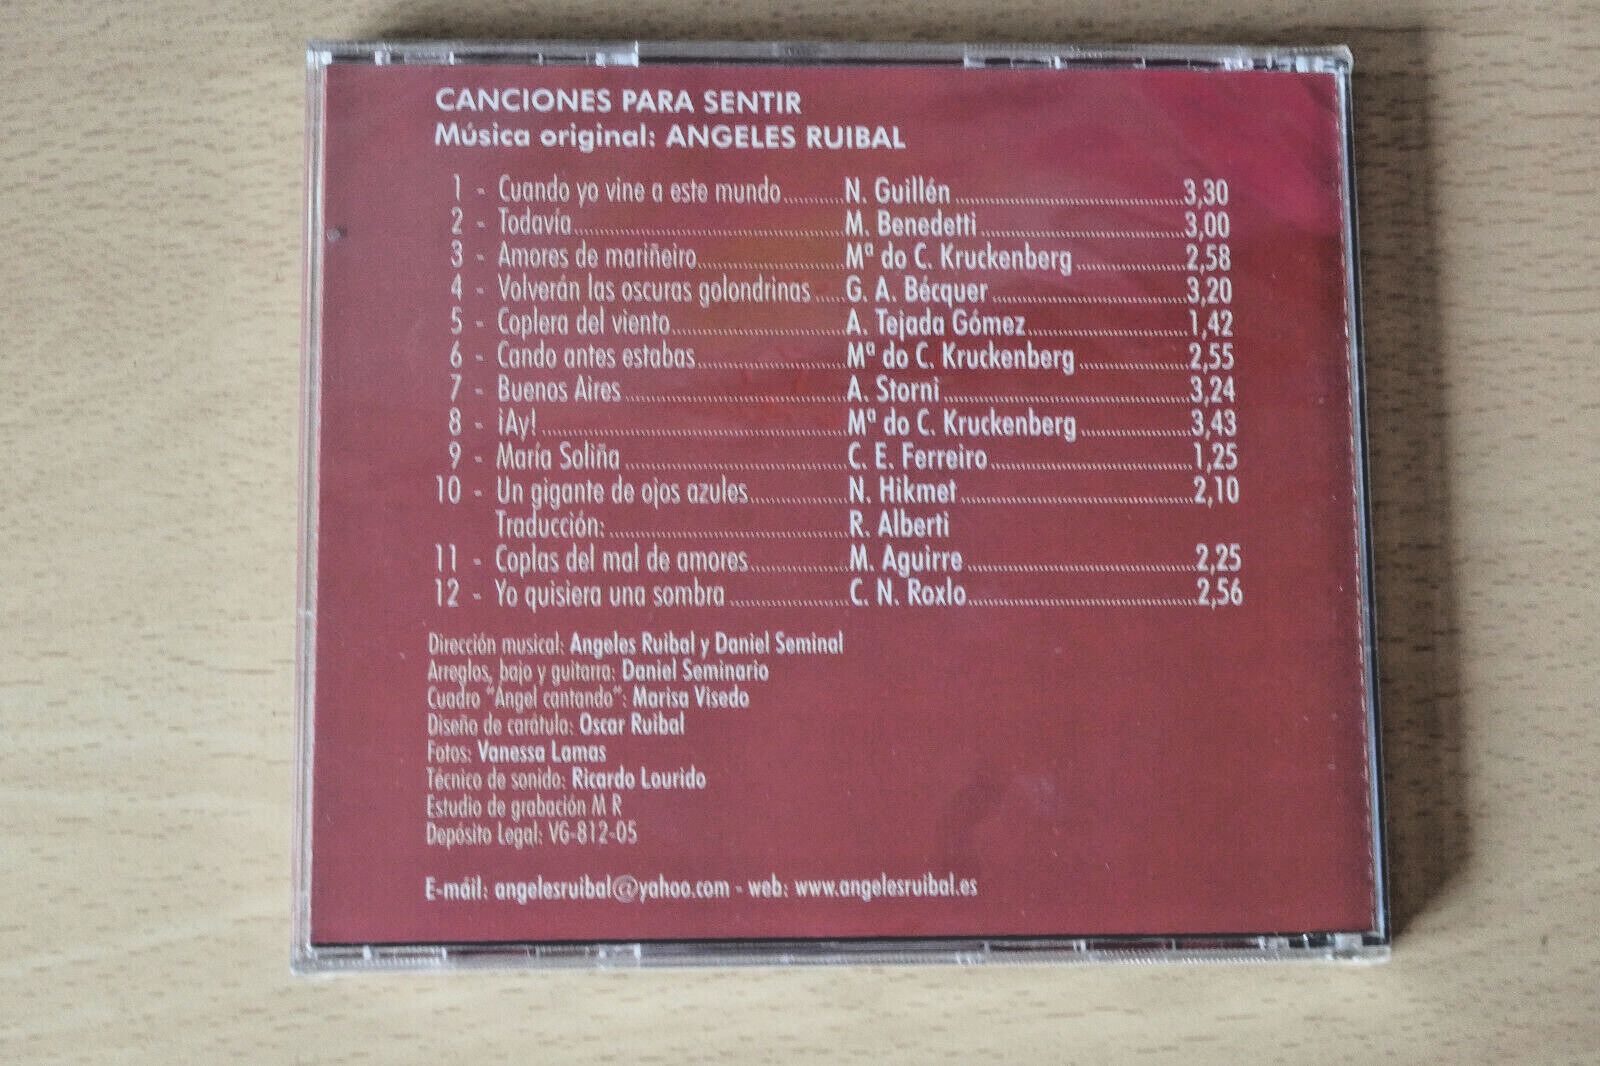 CANCIONES PARA SENTIR
Música original: ANGELES RUIBAL
1 - Cuando yo vine a este mundo..........N. Guillén..........3,30
2 - Todavía..........M. Benedetti..........3,00
3 - Amores de mariñeiro..........Mª do C. Kruckenberg..........2,58
4 - Volverán las oscuras golondrinas.....G. A. Bécquer..........3,20
5 - Coplera del viento..........A. Tejada Gómez..........1,42
6 - Cando antes estabas..........Mª do C. Kruckenberg..........2,55
7 - Buenos Aires..........A. Storni..........3,24
8 - ¡Ay!..........Mª do C. Kruckenberg..........3,43
9 - María Soliña..........C. E. Ferreiro..........1,25
10 - Un gigante de ojos azules..........N. Hikmet..........2,10
Traducción:..........R. Alberti
11 - Coplas del mal de amores..........M. Aguirre..........2,25
12 - Yo quisiera una sombra..........C. N. Roxlo..........2,56
Dirección musical: Angeles Ruibal y Daniel Seminal
Arreglos, bajo y guitarra: Daniel Seminario
Cuadro "Ángel cantando": Marisa Visedo
Diseño de carátula: Oscar Ruibal
Fotos: Vanessa Lamas
Técnico de sonido: Ricardo Lourido
Estudio de grabación M R
Depósito Legal: VG-812-05
E-máil: angelesruibal@yahoo.com - web: www.angelesruibal.es